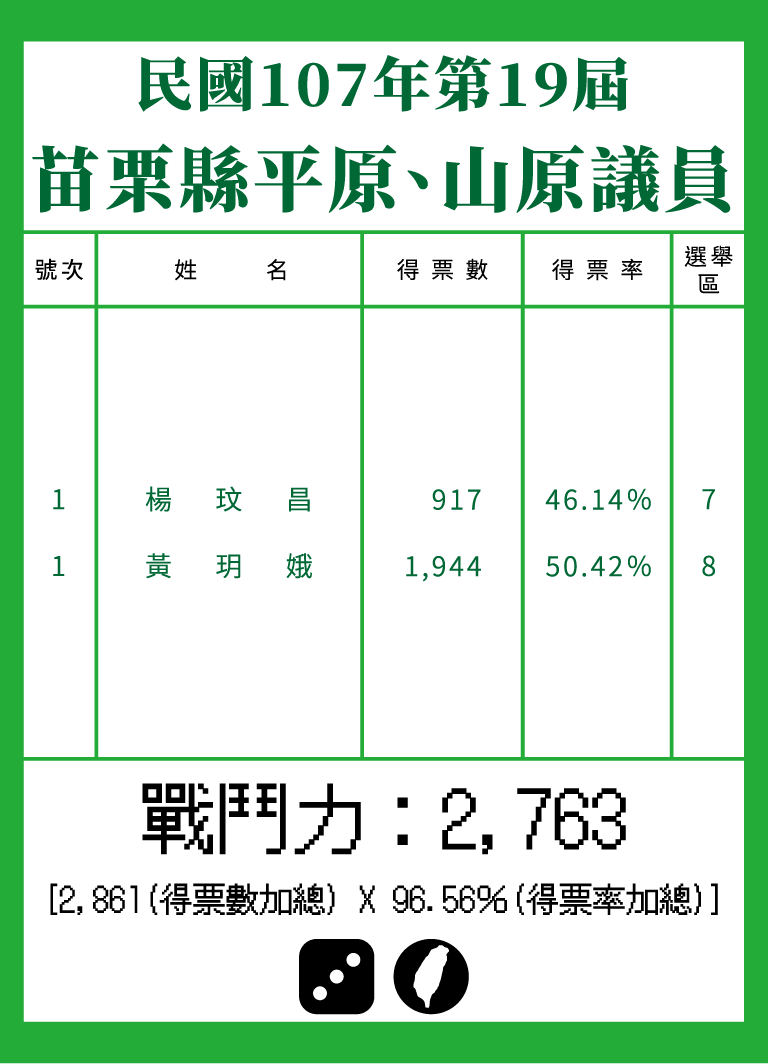 民國107年第19屆
苗栗縣平原、山原議員
號次 姓名 得票數 得票率 選舉區
1 楊玟昌 917 46.14% 7
1 黃玥娥 1,944 50.42% 8
戰鬥力：2,763
[2,861(得票數加總) X 96.56%(得票率加總)]